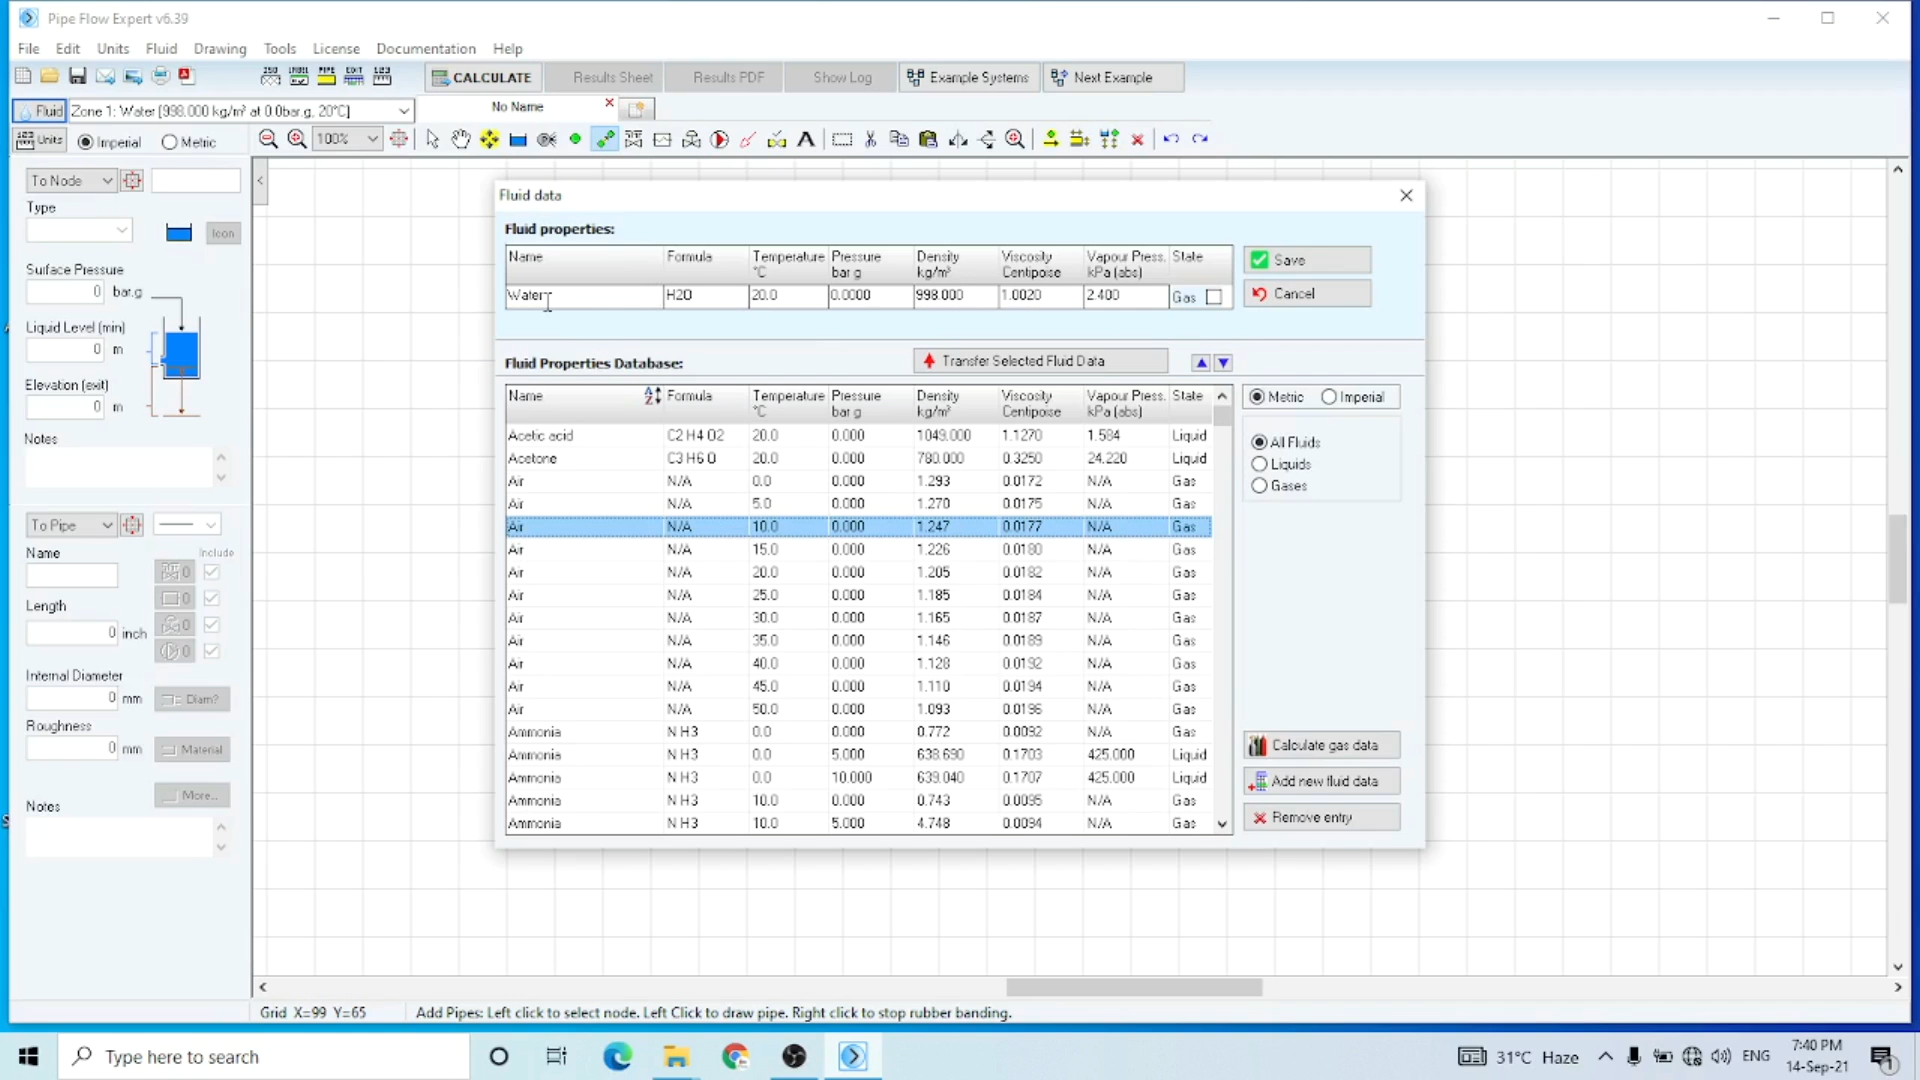 Pipe Flow Expert v6.39
File Edit Units Fluid Drawing Tools License Documentation Help
CALCULATE Results Sheet Results PDF Show Log Example Systems Next Example
Fluid Zone 1: Water [998.000 kg/m³ at 0.0bar.g, 20°C] No Name
Units Imperial Metric 100%
To Node
Type
Icon
Surface Pressure
0 bar.g
Liquid Level (min)
0 m
Elevation (exit)
0 m
Notes
To Pipe
Name Include
0
Length 0
0 inch 0
0
Internal Diameter
0 mm Diam?
Roughness
0 mm Material
More...
Notes
Fluid data
Fluid properties:
Name Formula Temperature °C Pressure bar g Density kg/m³ Viscosity Centipoise Vapour Press. kPa (abs) State
Water H2O 20.0 0.0000 998.000 1.0020 2.400 Gas
Save
Cancel
Fluid Properties Database: Transfer Selected Fluid Data
Name Formula Temperature °C Pressure bar g Density kg/m³ Viscosity Centipoise Vapour Press. kPa (abs) State
Acetic acid C2 H4 O2 20.0 0.000 1049.000 1.1270 1.584 Liquid
Acetone C3 H6 O 20.0 0.000 780.000 0.3250 24.220 Liquid
Air N/A 0.0 0.000 1.293 0.0172 N/A Gas
Air N/A 5.0 0.000 1.270 0.0175 N/A Gas
Air N/A 10.0 0.000 1.247 0.0177 N/A Gas
Air N/A 15.0 0.000 1.226 0.0180 N/A Gas
Air N/A 20.0 0.000 1.205 0.0182 N/A Gas
Air N/A 25.0 0.000 1.185 0.0184 N/A Gas
Air N/A 30.0 0.000 1.165 0.0187 N/A Gas
Air N/A 35.0 0.000 1.146 0.0189 N/A Gas
Air N/A 40.0 0.000 1.128 0.0192 N/A Gas
Air N/A 45.0 0.000 1.110 0.0194 N/A Gas
Air N/A 50.0 0.000 1.093 0.0196 N/A Gas
Ammonia N H3 0.0 0.000 0.772 0.0092 N/A Gas
Ammonia N H3 0.0 5.000 638.690 0.1703 425.000 Liquid
Ammonia N H3 0.0 10.000 639.040 0.1707 425.000 Liquid
Ammonia N H3 10.0 0.000 0.743 0.0095 N/A Gas
Ammonia N H3 10.0 5.000 4.748 0.0094 N/A Gas
Metric Imperial
All Fluids
Liquids
Gases
Calculate gas data
Add new fluid data
Remove entry
Grid X=99 Y=65 Add Pipes: Left click to select node. Left Click to draw pipe. Right click to stop rubber banding.
Type here to search
31°C Haze ENG
7:40 PM
14-Sep-21
1